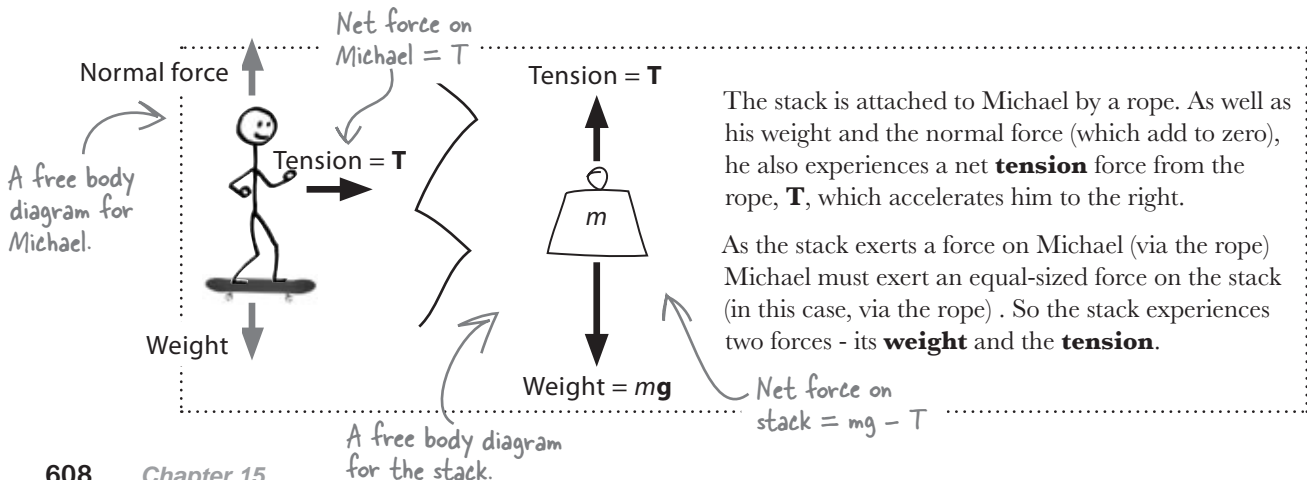 Net force on
Michael = T
Normal force
Tension = T
A free body
diagram for
Michael.
Weight
Tension = T
m
Weight = mg
A free body diagram
for the stack.
Net force on
stack = mg – T
The stack is attached to Michael by a rope. As well as
his weight and the normal force (which add to zero),
he also experiences a net tension force from the
rope, T, which accelerates him to the right.
As the stack exerts a force on Michael (via the rope)
Michael must exert an equal-sized force on the stack
(in this case, via the rope) . So the stack experiences
two forces - its weight and the tension.
608 Chapter 15